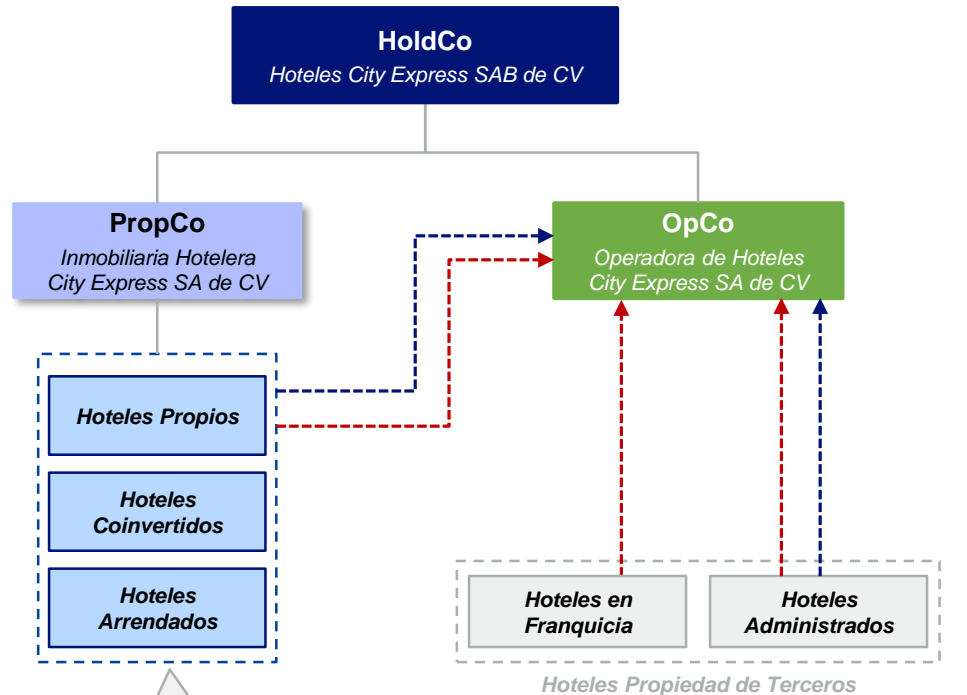 HoldCo
Hoteles City Express SAB de CV
PropCo
Inmobiliaria Hotelera
City Express SA de CV
OpCo
Operadora de Hoteles
City Express SA de CV
Hoteles Propios
Hoteles
Coinvertidos
Hoteles
Arrendados
Hoteles en
Franquicia
Hoteles
Administrados
Hoteles Propiedad de Terceros